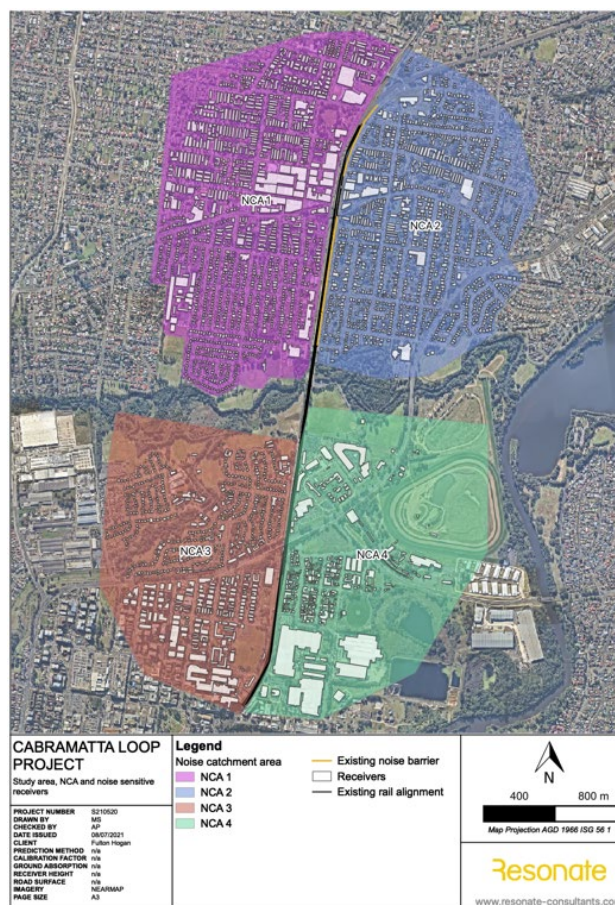 NCA 1
NCA 2
NCA 3
NCA 4
CABRAMATTA LOOP
PROJECT
Study area, NCA and noise sensitive
receivers
PROJECT NUMBER S210520
DRAWN BY MS
CHECKED BY AP
DATE ISSUED 08/07/2021
CLIENT Fulton Hogan
PREDICTION METHOD n/a
CALIBRATION FACTOR n/a
GROUND ABSORPTION n/a
RECEIVER HEIGHT n/a
ROAD SURFACE n/a
IMAGERY NEARMAP
PAGE SIZE A3
Legend
Noise catchment area
NCA 1
NCA 2
NCA 3
NCA 4
Existing noise barrier
Receivers
Existing rail alignment
N
400 800 m
Map Projection AGD 1966 ISG 56 1
Resonate
www.resonate-consultants.co